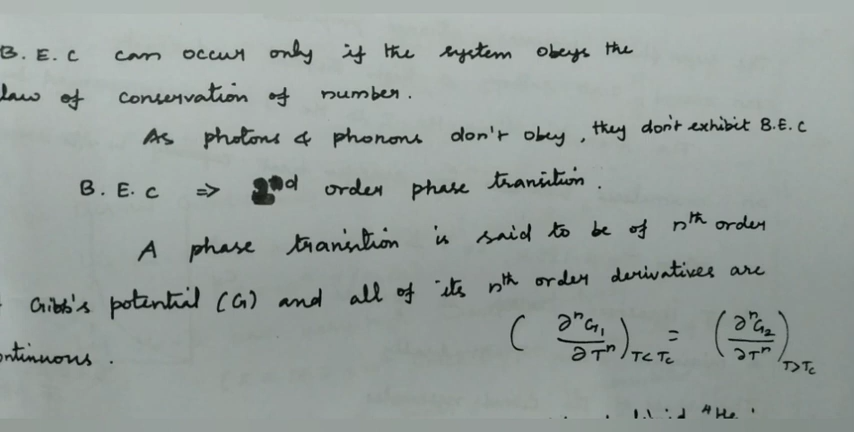 B. E. C can occur only if the system obeys the
law of conservation of number.
As photons & phonons don't obey, they don't exhibit B.E.C
B. E. C => 2nd order phase transition.
A phase transition is said to be of nth order
Gibb's potential (G) and all of its nth order derivatives are
ontinuous.
(∂ⁿG₁/∂Tⁿ)T<Tc = (∂ⁿG₂/∂Tⁿ)T>Tc